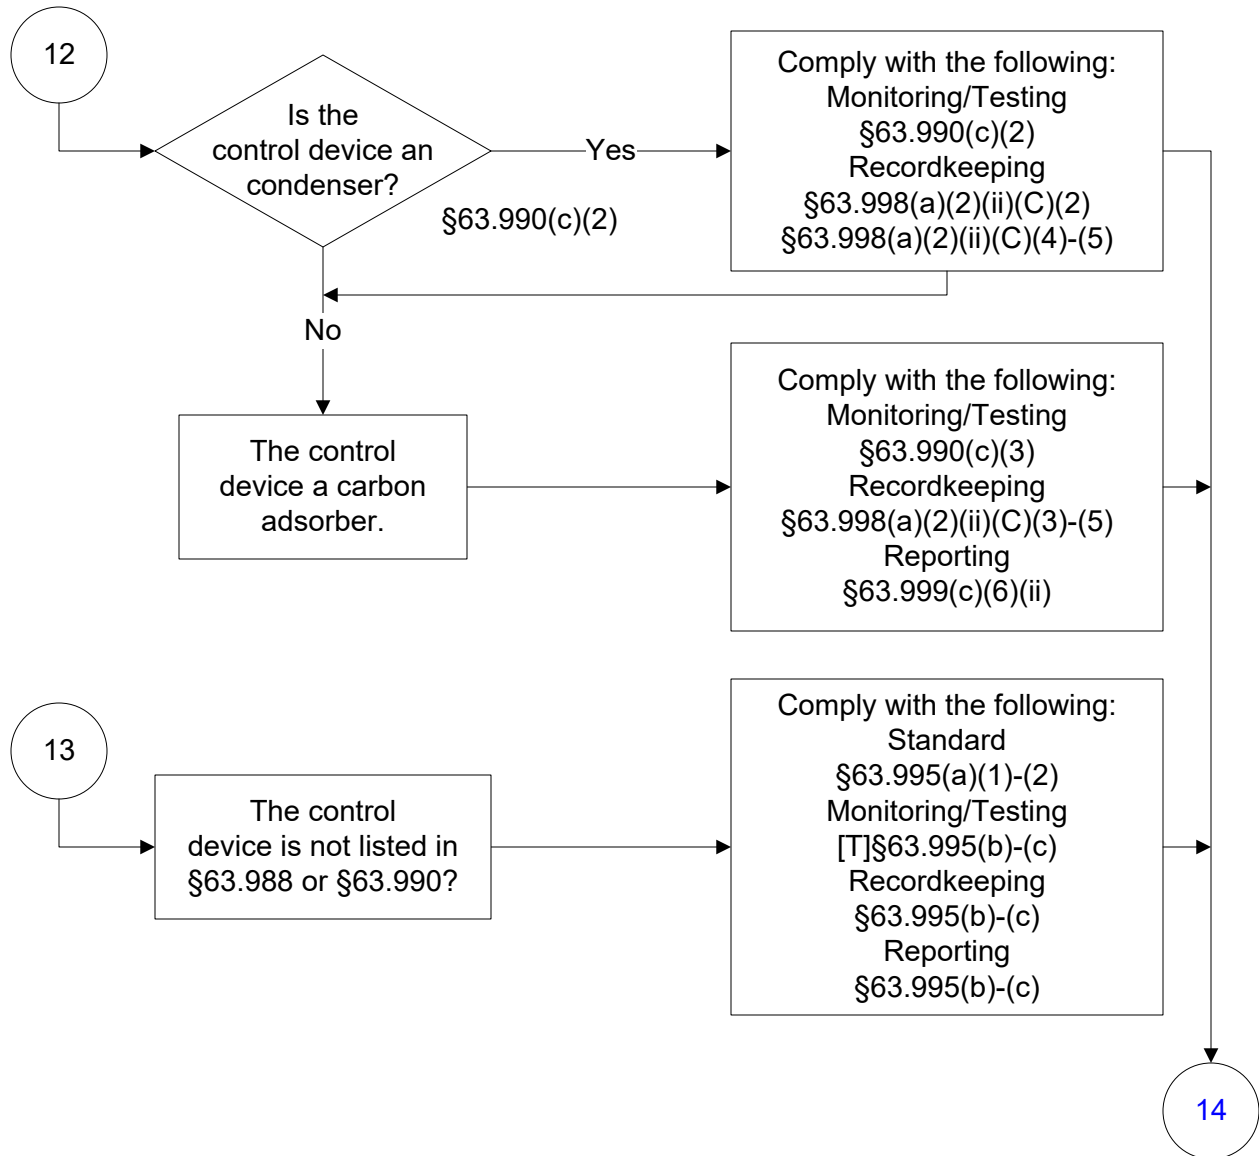 12
Is the
control device an
condenser?
Yes
§63.990(c)(2)
Comply with the following:
Monitoring/Testing
§63.990(c)(2)
Recordkeeping
§63.998(a)(2)(ii)(C)(2)
§63.998(a)(2)(ii)(C)(4)-(5)
No
The control
device a carbon
adsorber.
Comply with the following:
Monitoring/Testing
§63.990(c)(3)
Recordkeeping
§63.998(a)(2)(ii)(C)(3)-(5)
Reporting
§63.999(c)(6)(ii)
13
The control
device is not listed in
§63.988 or §63.990?
Comply with the following:
Standard
§63.995(a)(1)-(2)
Monitoring/Testing
[T]§63.995(b)-(c)
Recordkeeping
§63.995(b)-(c)
Reporting
§63.995(b)-(c)
14